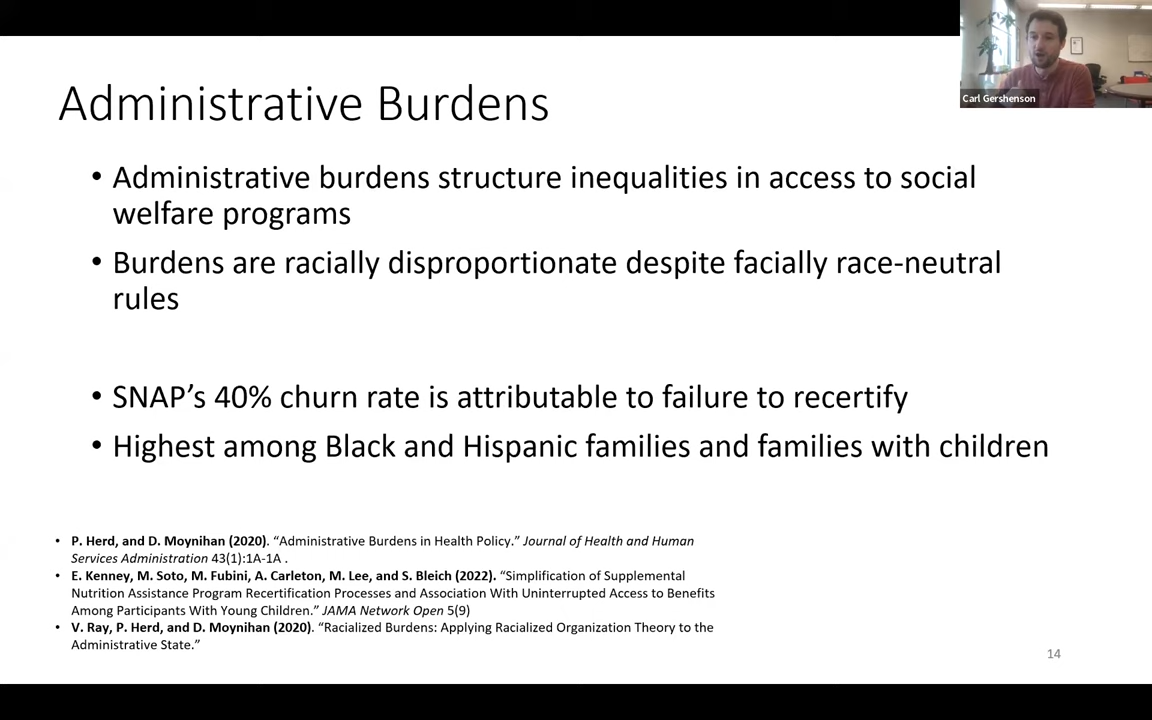 Carl Gershenson
Administrative Burdens
• Administrative burdens structure inequalities in access to social
welfare programs
• Burdens are racially disproportionate despite facially race-neutral
rules
• SNAP’s 40% churn rate is attributable to failure to recertify
• Highest among Black and Hispanic families and families with children
• P. Herd, and D. Moynihan (2020). “Administrative Burdens in Health Policy.” Journal of Health and Human
Services Administration 43(1):1A-1A .
• E. Kenney, M. Soto, M. Fubini, A. Carleton, M. Lee, and S. Bleich (2022). “Simplification of Supplemental
Nutrition Assistance Program Recertification Processes and Association With Uninterrupted Access to Benefits
Among Participants With Young Children.” JAMA Network Open 5(9)
• V. Ray, P. Herd, and D. Moynihan (2020). “Racialized Burdens: Applying Racialized Organization Theory to the
Administrative State.”
14